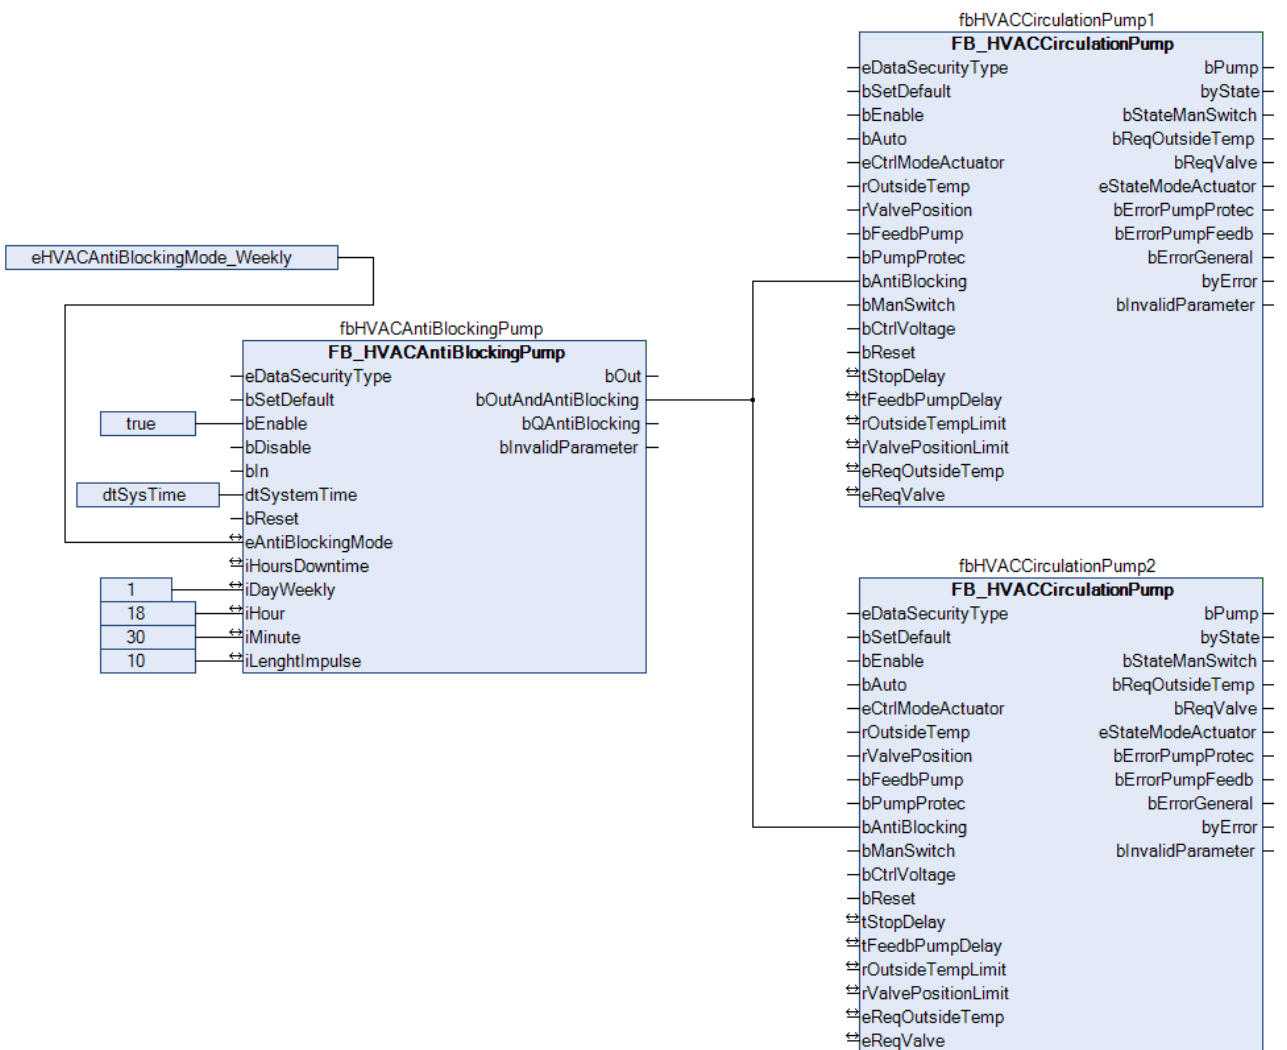 fbHVACCirculationPump1
FB_HVACCirculationPump
eDataSecurityType bPump
bSetDefault byState
bEnable bStateManSwitch
bAuto bReqOutsideTemp
eCtrlModeActuator bReqValve
rOutsideTemp eStateModeActuator
rValvePosition bErrorPumpProtec
bFeedbPump bErrorPumpFeedb
bPumpProtec bErrorGeneral
bAntiBlocking byError
bManSwitch bInvalidParameter
bCtrlVoltage
bReset
tStopDelay
tFeedbPumpDelay
rOutsideTempLimit
rValvePositionLimit
eReqOutsideTemp
eReqValve
eHVACAntiBlockingMode_Weekly
fbHVACAntiBlockingPump
FB_HVACAntiBlockingPump
eDataSecurityType bOut
bSetDefault bOutAndAntiBlocking
true bEnable bQAntiBlocking
bDisable bInvalidParameter
bIn
dtSysTime dtSystemTime
bReset
eAntiBlockingMode
iHoursDowntime
1 iDayWeekly
18 iHour
30 iMinute
10 iLenghtImpulse
fbHVACCirculationPump2
FB_HVACCirculationPump
eDataSecurityType bPump
bSetDefault byState
bEnable bStateManSwitch
bAuto bReqOutsideTemp
eCtrlModeActuator bReqValve
rOutsideTemp eStateModeActuator
rValvePosition bErrorPumpProtec
bFeedbPump bErrorPumpFeedb
bPumpProtec bErrorGeneral
bAntiBlocking byError
bManSwitch bInvalidParameter
bCtrlVoltage
bReset
tStopDelay
tFeedbPumpDelay
rOutsideTempLimit
rValvePositionLimit
eReqOutsideTemp
eReqValve